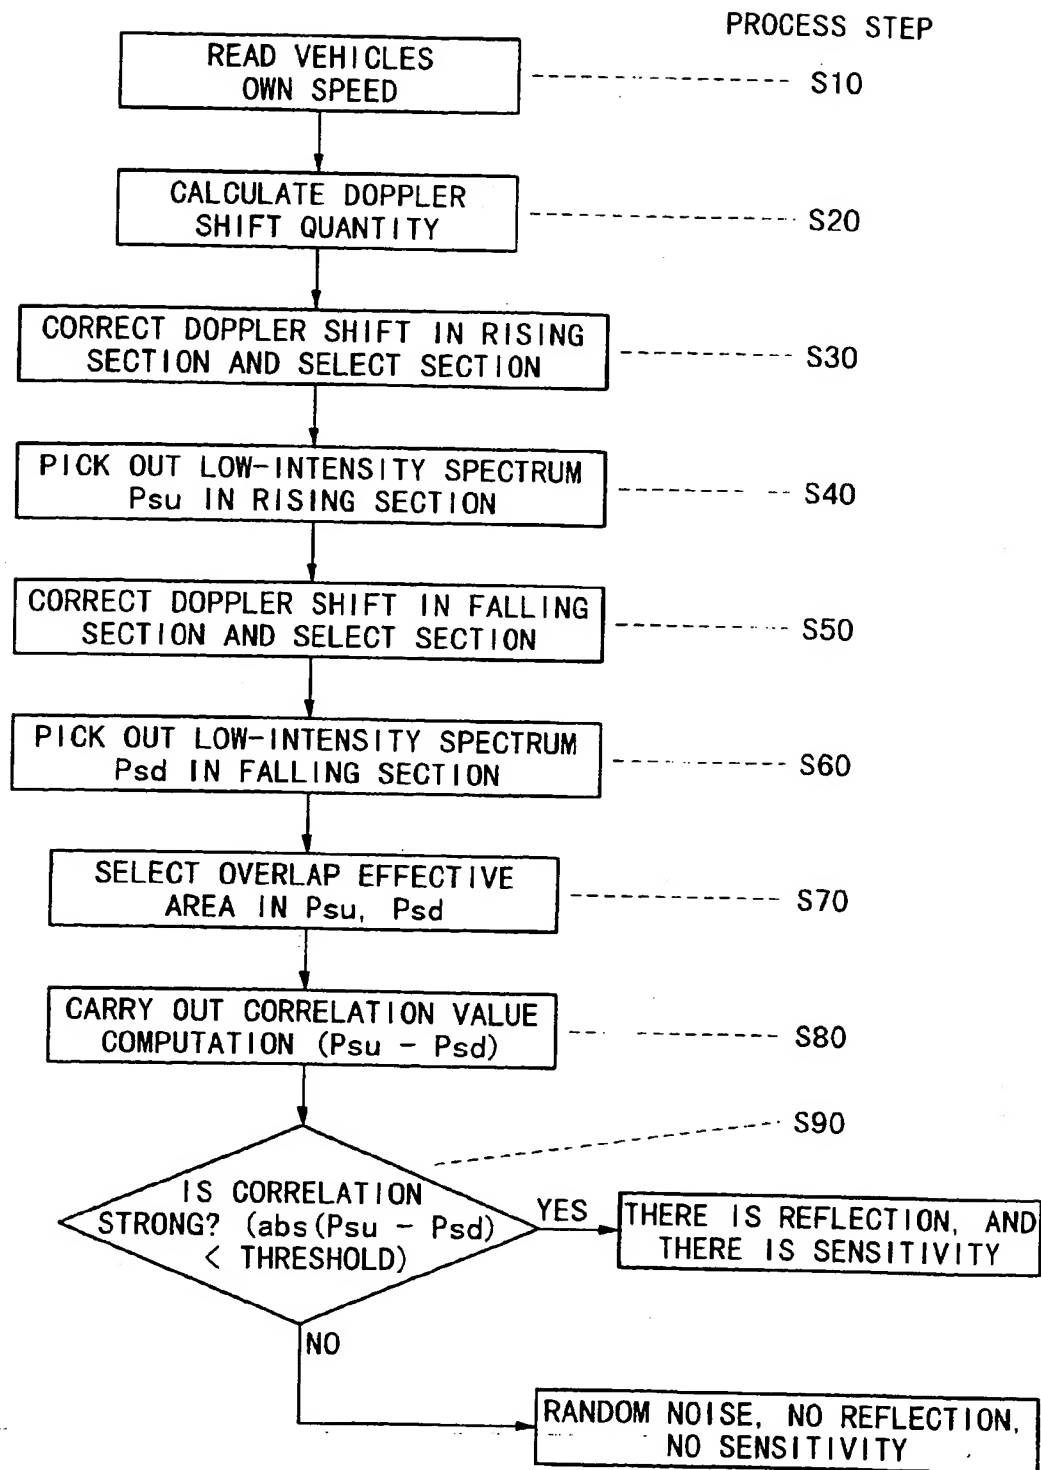 PROCESS STEP
READ VEHICLES
OWN SPEED
S10
CALCULATE DOPPLER
SHIFT QUANTITY
S20
CORRECT DOPPLER SHIFT IN RISING
SECTION AND SELECT SECTION
S30
PICK OUT LOW-INTENSITY SPECTRUM
Psu IN RISING SECTION
S40
CORRECT DOPPLER SHIFT IN FALLING
SECTION AND SELECT SECTION
S50
PICK OUT LOW-INTENSITY SPECTRUM
Psd IN FALLING SECTION
S60
SELECT OVERLAP EFFECTIVE
AREA IN Psu, Psd
S70
CARRY OUT CORRELATION VALUE
COMPUTATION (Psu - Psd)
S80
S90
IS CORRELATION
STRONG? (abs(Psu - Psd)
< THRESHOLD)
YES
THERE IS REFLECTION, AND
THERE IS SENSITIVITY
NO
RANDOM NOISE, NO REFLECTION,
NO SENSITIVITY